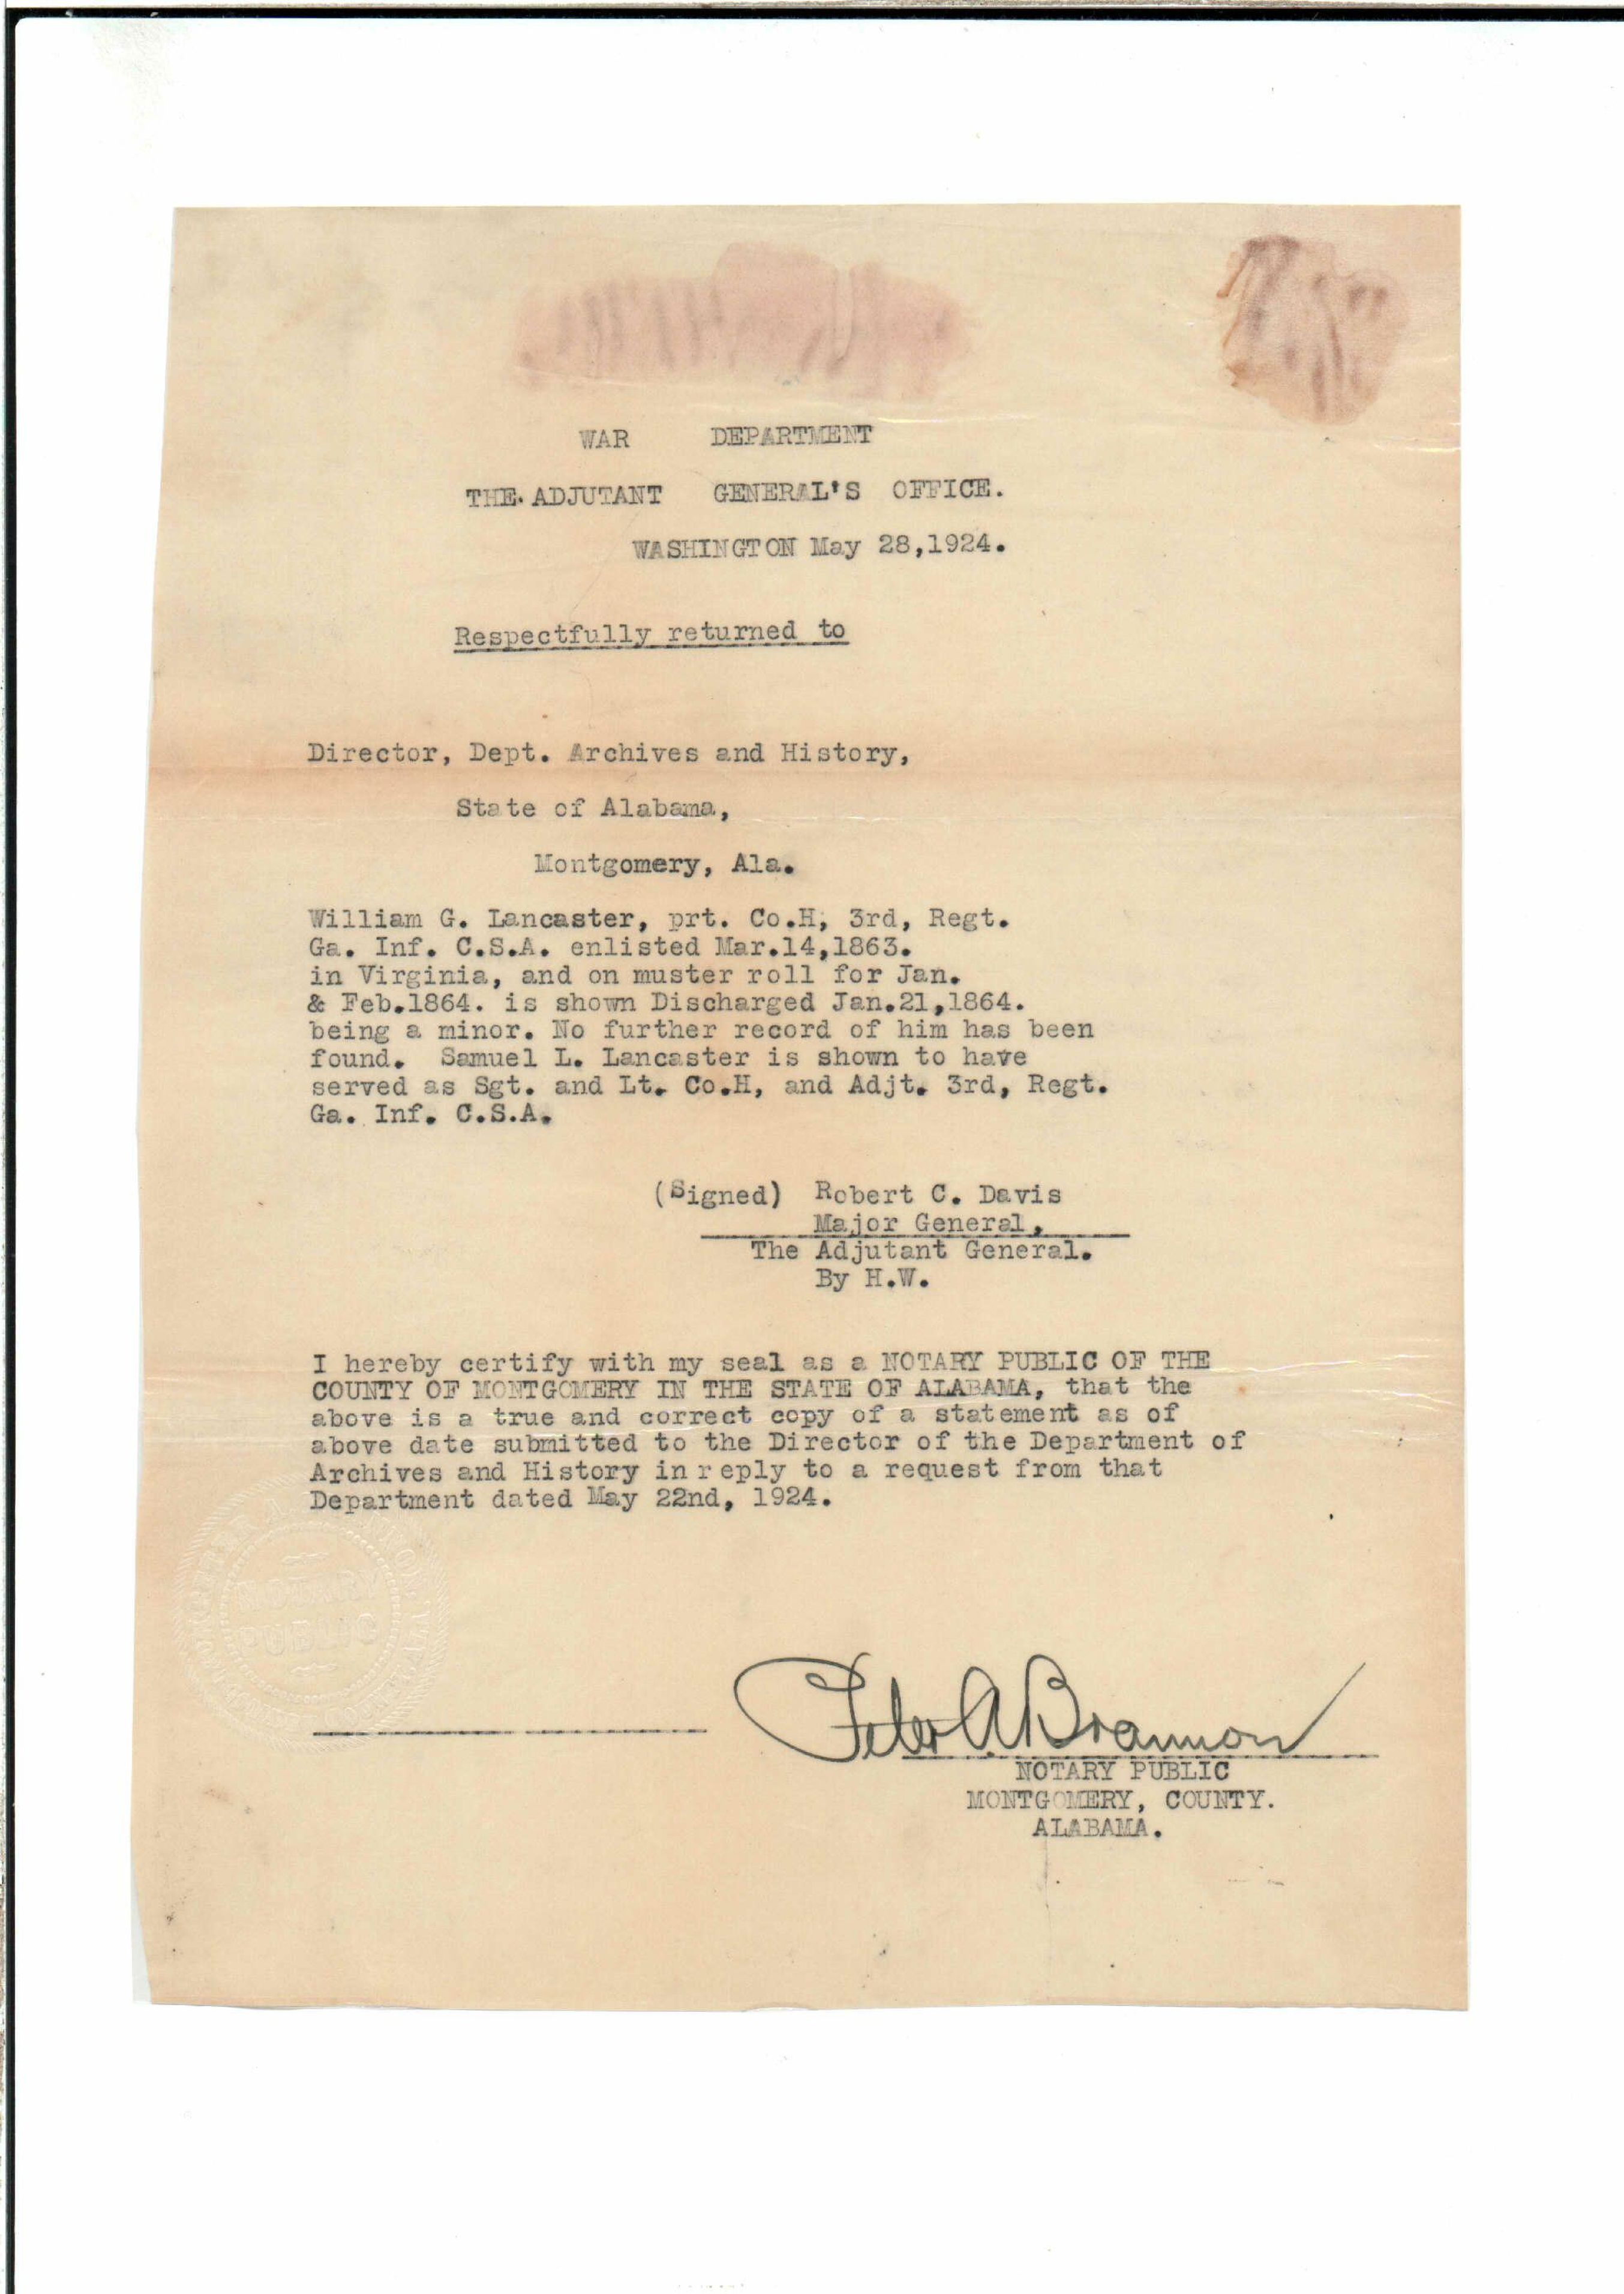 WAR DEPARTMENT
THE. ADJUTANT GENERAL'S OFFICE.
WASHINGTON May 28,1924.
Respectfully returned to
Director, Dept. Archives and History,
State of Alabama,
Montgomery, Ala.
William G. Lancaster, prt. Co.H, 3rd, Regt.
Ga. Inf. C.S.A. enlisted Mar.14,1863.
in Virginia, and on muster roll for Jan.
& Feb.1864. is shown Discharged Jan.21,1864.
being a minor. No further record of him has been
found. Samuel L. Lancaster is shown to have
served as Sgt. and Lt. Co.H, and Adjt. 3rd, Regt.
Ga. Inf. C.S.A.
(Signed) Robert C. Davis
Major General,
The Adjutant General.
By H.W.
I hereby certify with my seal as a NOTARY PUBLIC OF THE
COUNTY OF MONTGOMERY IN THE STATE OF ALABAMA, that the
above is a true and correct copy of a statement as of
above date submitted to the Director of the Department of
Archives and History in reply to a request from that
Department dated May 22nd, 1924.
NOTARY
PUBLIC
Peter A Brannon
NOTARY PUBLIC
MONTGOMERY, COUNTY.
ALABAMA.